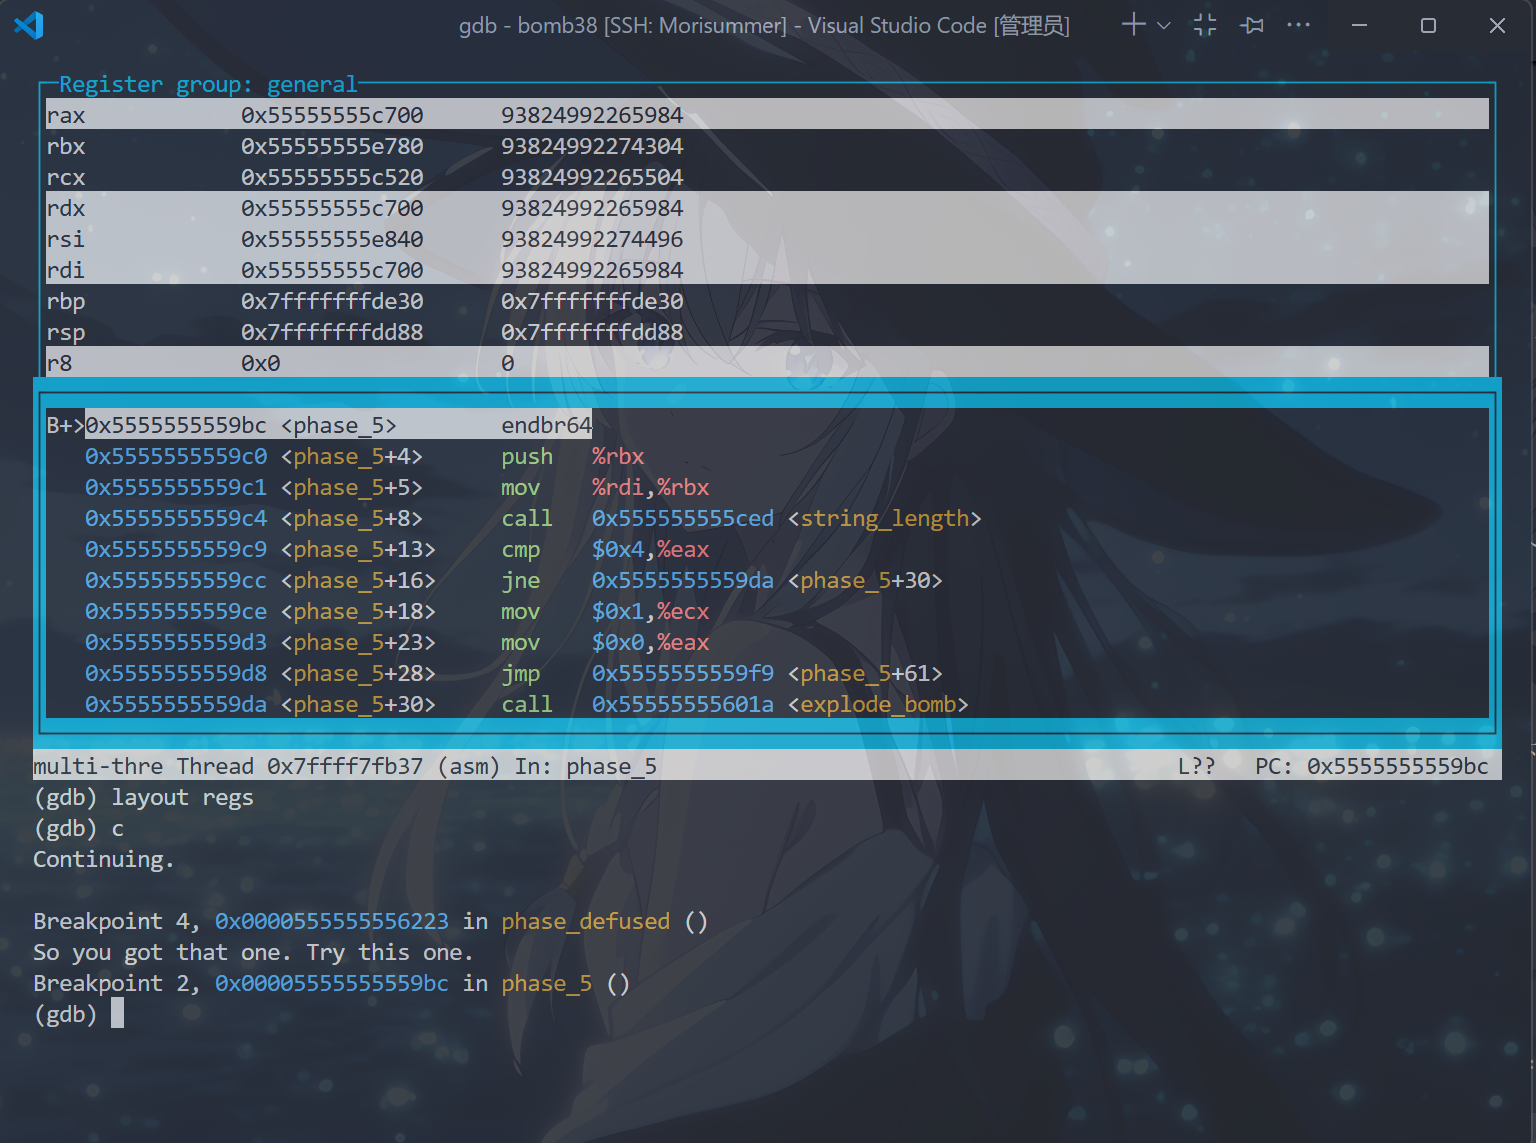 gdb - bomb38 [SSH: Morisummer] - Visual Studio Code [管理员]
Register group: general
rax 0x55555555c700 93824992265984
rbx 0x55555555e780 93824992274304
rcx 0x55555555c520 93824992265504
rdx 0x55555555c700 93824992265984
rsi 0x55555555e840 93824992274496
rdi 0x55555555c700 93824992265984
rbp 0x7fffffffde30 0x7fffffffde30
rsp 0x7fffffffdd88 0x7fffffffdd88
r8 0x0 0
B+>0x5555555559bc <phase_5> endbr64
0x5555555559c0 <phase_5+4> push %rbx
0x5555555559c1 <phase_5+5> mov %rdi,%rbx
0x5555555559c4 <phase_5+8> call 0x555555555ced <string_length>
0x5555555559c9 <phase_5+13> cmp $0x4,%eax
0x5555555559cc <phase_5+16> jne 0x5555555559da <phase_5+30>
0x5555555559ce <phase_5+18> mov $0x1,%ecx
0x5555555559d3 <phase_5+23> mov $0x0,%eax
0x5555555559d8 <phase_5+28> jmp 0x5555555559f9 <phase_5+61>
0x5555555559da <phase_5+30> call 0x55555555601a <explode_bomb>
multi-thre Thread 0x7ffff7fb37 (asm) In: phase_5 L?? PC: 0x5555555559bc
(gdb) layout regs
(gdb) c
Continuing.
Breakpoint 4, 0x0000555555556223 in phase_defused ()
So you got that one. Try this one.
Breakpoint 2, 0x00005555555559bc in phase_5 ()
(gdb)